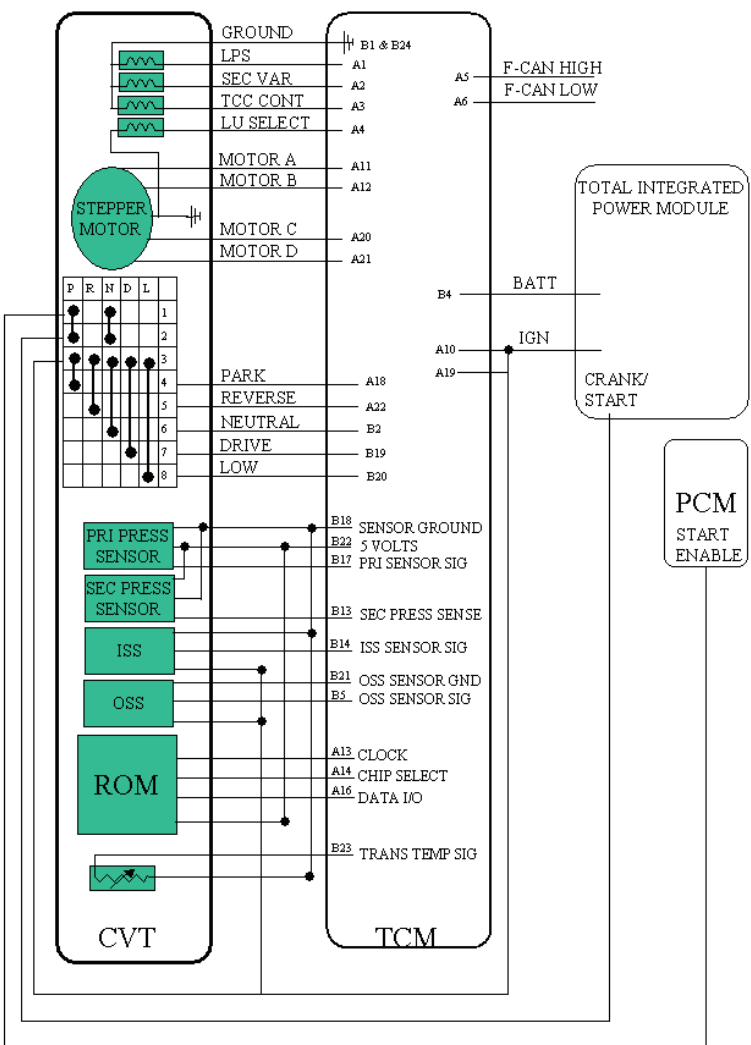 GROUND
B1 & B24
LPS
A1
SEC VAR
A2
TCC CONT
A3
LU SELECT
A4
A5
F-CAN HIGH
A6
F-CAN LOW
MOTOR A
A11
MOTOR B
A12
STEPPER
MOTOR
MOTOR C
A20
MOTOR D
A21
TOTAL INTEGRATED
POWER MODULE
B4
BATT
A10
IGN
A19
CRANK/
START
P R N D L
1
2
3
4
5
6
7
8
PARK
A18
REVERSE
A22
NEUTRAL
B2
DRIVE
B19
LOW
B20
PCM
START
ENABLE
PRI PRESS
SENSOR
B18 SENSOR GROUND
B22 5 VOLTS
B17 PRI SENSOR SIG
SEC PRESS
SENSOR
B13 SEC PRESS SENSE
ISS
B14 ISS SENSOR SIG
B21 OSS SENSOR GND
OSS
B5 OSS SENSOR SIG
ROM
A13 CLOCK
A14 CHIP SELECT
A16 DATA I/O
B23 TRANS TEMP SIG
CVT
TCM